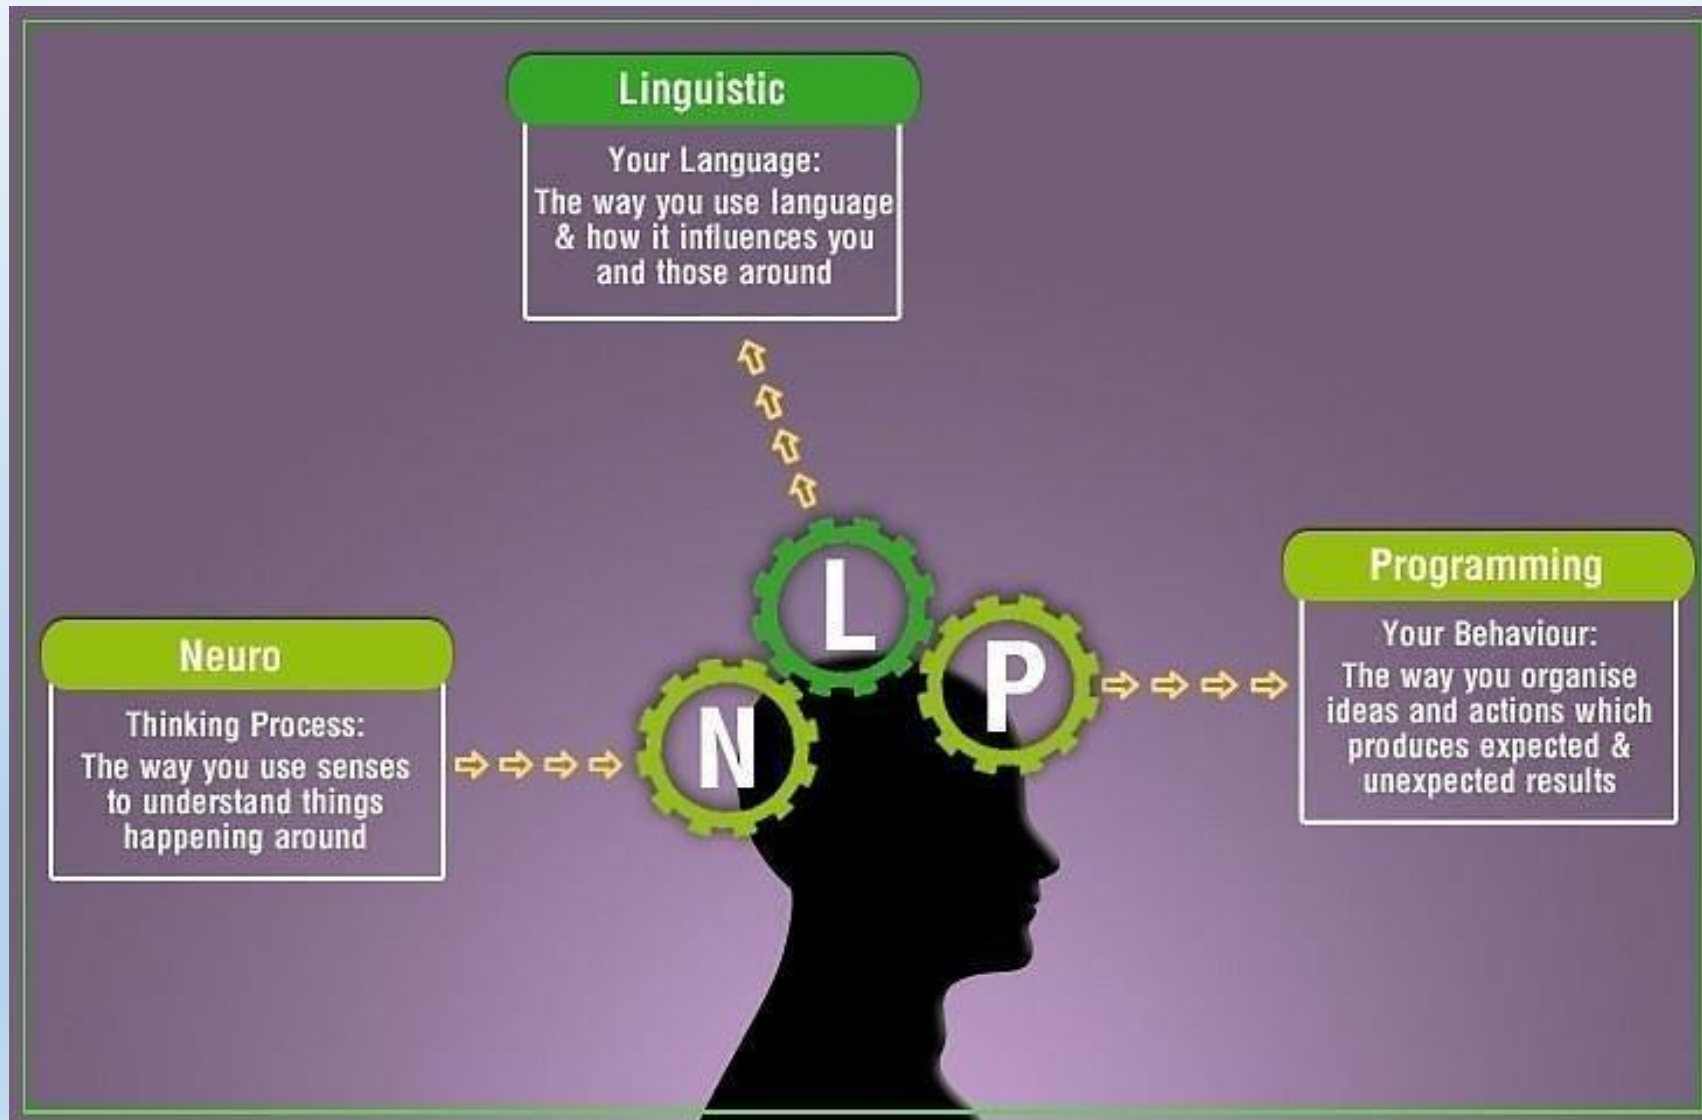 Linguistic
Your Language:
The way you use language
& how it influences you
and those around
Neuro
Thinking Process:
The way you use senses
to understand things
happening around
N
L
P
Programming
Your Behaviour:
The way you organise
ideas and actions which
produces expected &
unexpected results